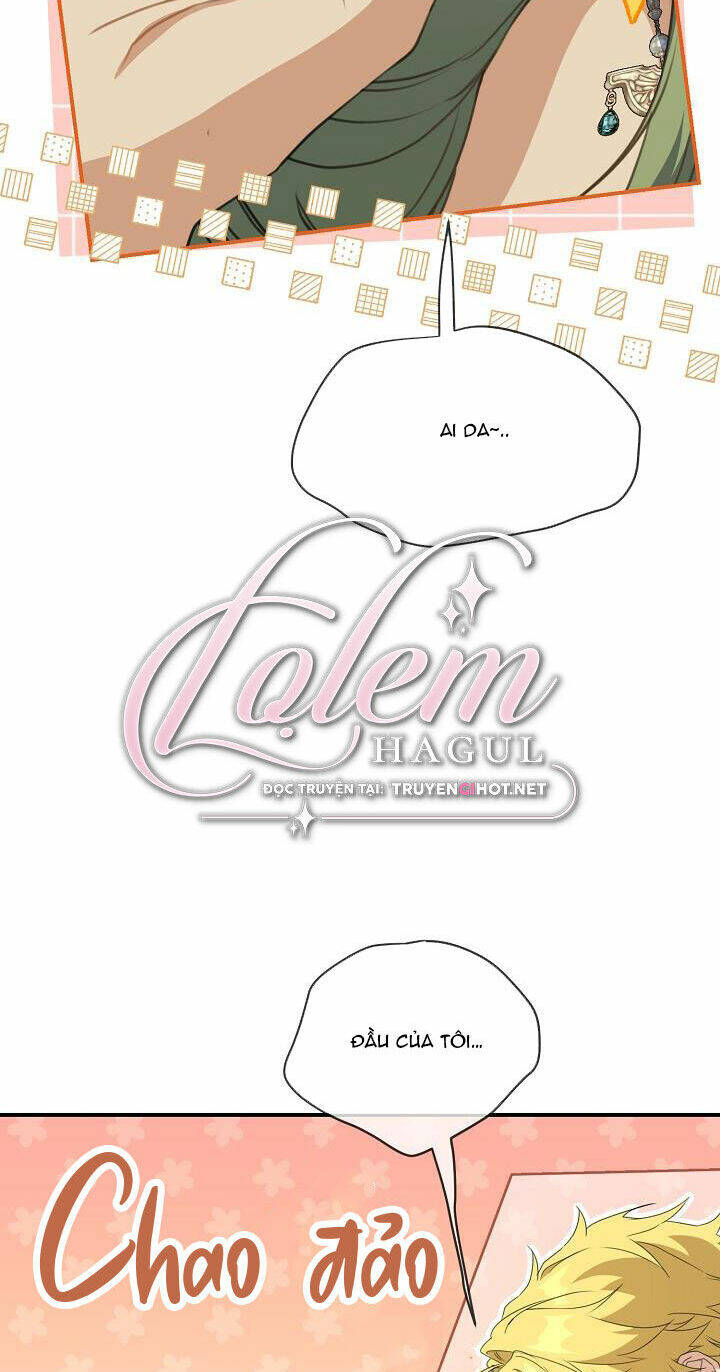 AI DA~..
Lọlem
HAGUL
ĐỌC TRUYỆN TẠI: TRUYENGIHOT.NET
ĐẦU CỦA TÔI...
Chao đảo